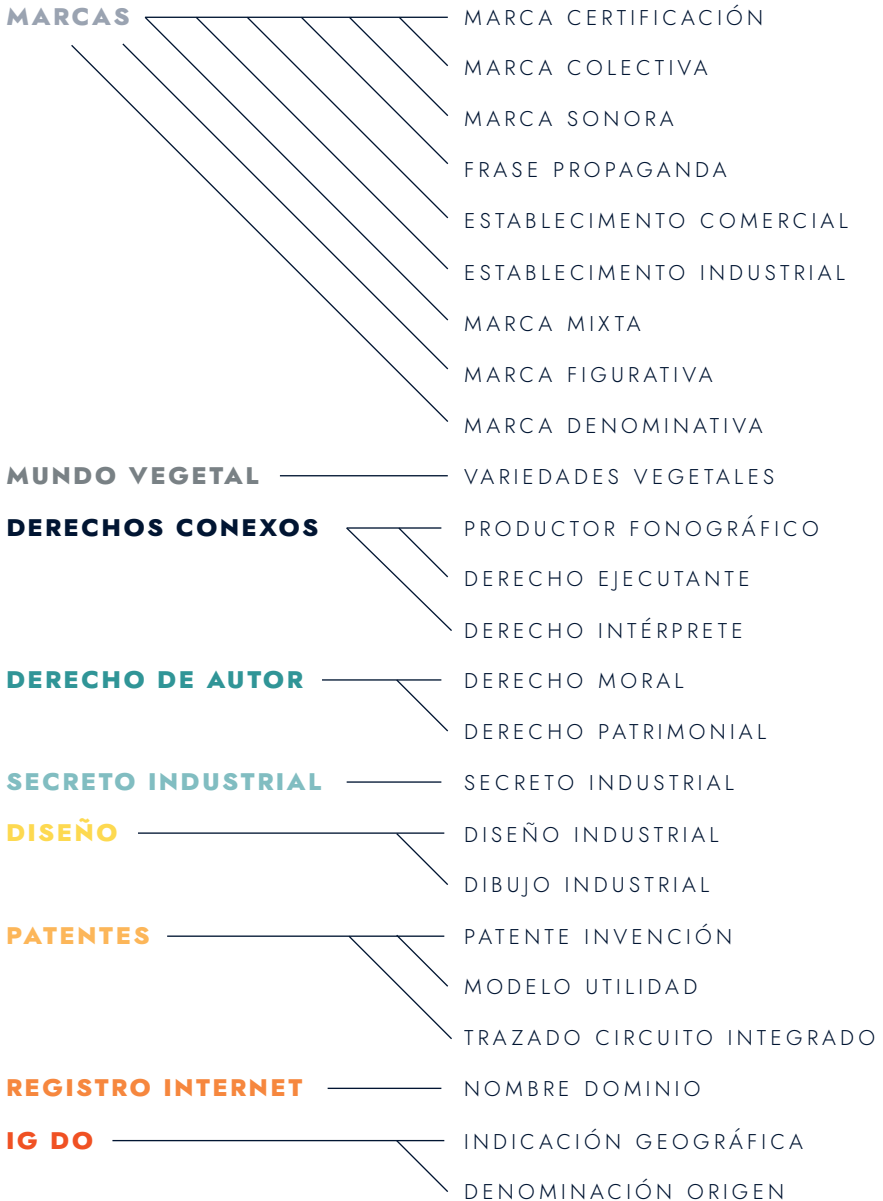 MARCAS MARCA CERTIFICACIÓN
MARCA COLECTIVA
MARCA SONORA
FRASE PROPAGANDA
ESTABLECIMENTO COMERCIAL
ESTABLECIMENTO INDUSTRIAL
MARCA MIXTA
MARCA FIGURATIVA
MARCA DENOMINATIVA
MUNDO VEGETAL VARIEDADES VEGETALES
DERECHOS CONEXOS PRODUCTOR FONOGRÁFICO
DERECHO EJECUTANTE
DERECHO INTÉRPRETE
DERECHO DE AUTOR DERECHO MORAL
DERECHO PATRIMONIAL
SECRETO INDUSTRIAL SECRETO INDUSTRIAL
DISEÑO DISEÑO INDUSTRIAL
DIBUJO INDUSTRIAL
PATENTES PATENTE INVENCIÓN
MODELO UTILIDAD
TRAZADO CIRCUITO INTEGRADO
REGISTRO INTERNET NOMBRE DOMINIO
IG DO INDICACIÓN GEOGRÁFICA
DENOMINACIÓN ORIGEN